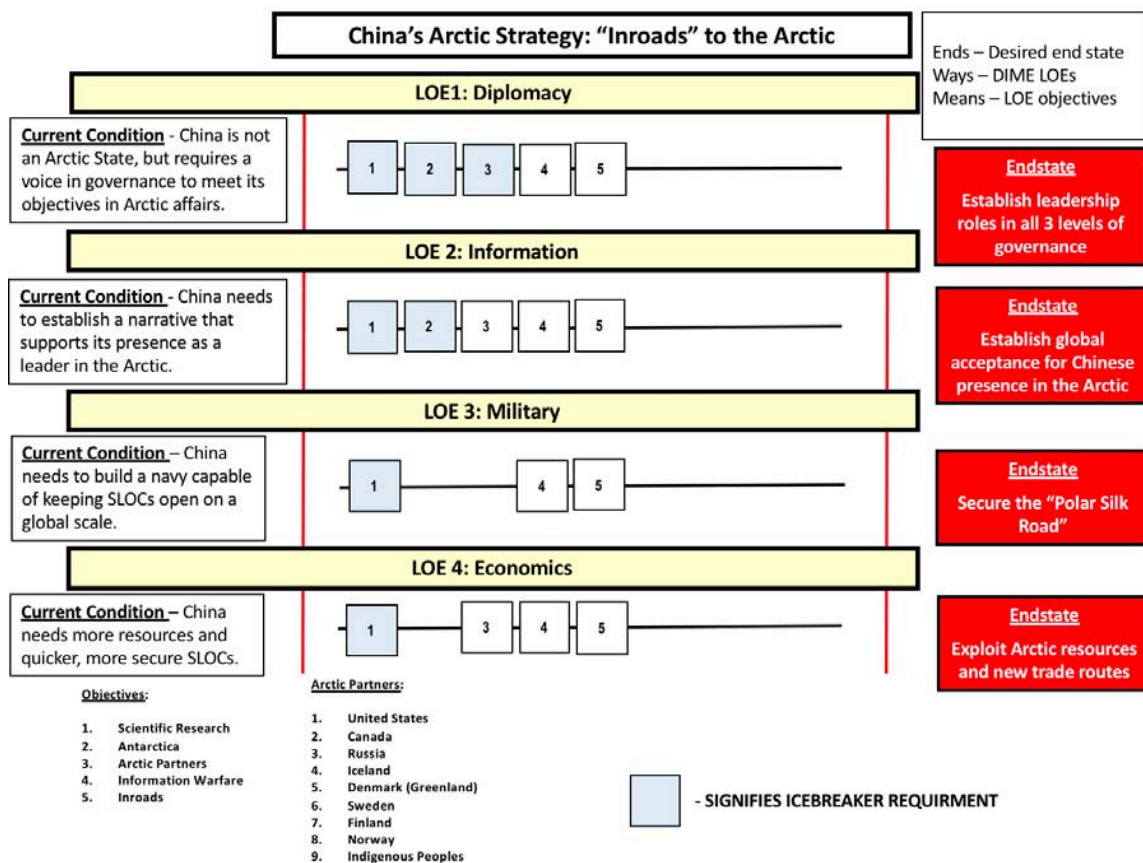 China's Arctic Strategy: "Inroads" to the Arctic
Ends – Desired end state
Ways – DIME LOEs
Means – LOE objectives
LOE1: Diplomacy
Current Condition - China is not
an Arctic State, but requires a
voice in governance to meet its
objectives in Arctic affairs.
1 2 3 4 5
Endstate
Establish leadership
roles in all 3 levels of
governance
LOE 2: Information
Current Condition - China needs
to establish a narrative that
supports its presence as a
leader in the Arctic.
1 2 3 4 5
Endstate
Establish global
acceptance for Chinese
presence in the Arctic
LOE 3: Military
Current Condition – China
needs to build a navy capable
of keeping SLOCs open on a
global scale.
1 4 5
Endstate
Secure the "Polar Silk
Road"
LOE 4: Economics
Current Condition – China
needs more resources and
quicker, more secure SLOCs.
1 3 4 5
Endstate
Exploit Arctic resources
and new trade routes
Objectives:
1. Scientific Research
2. Antarctica
3. Arctic Partners
4. Information Warfare
5. Inroads
Arctic Partners:
1. United States
2. Canada
3. Russia
4. Iceland
5. Denmark (Greenland)
6. Sweden
7. Finland
8. Norway
9. Indigenous Peoples
- SIGNIFIES ICEBREAKER REQUIRMENT